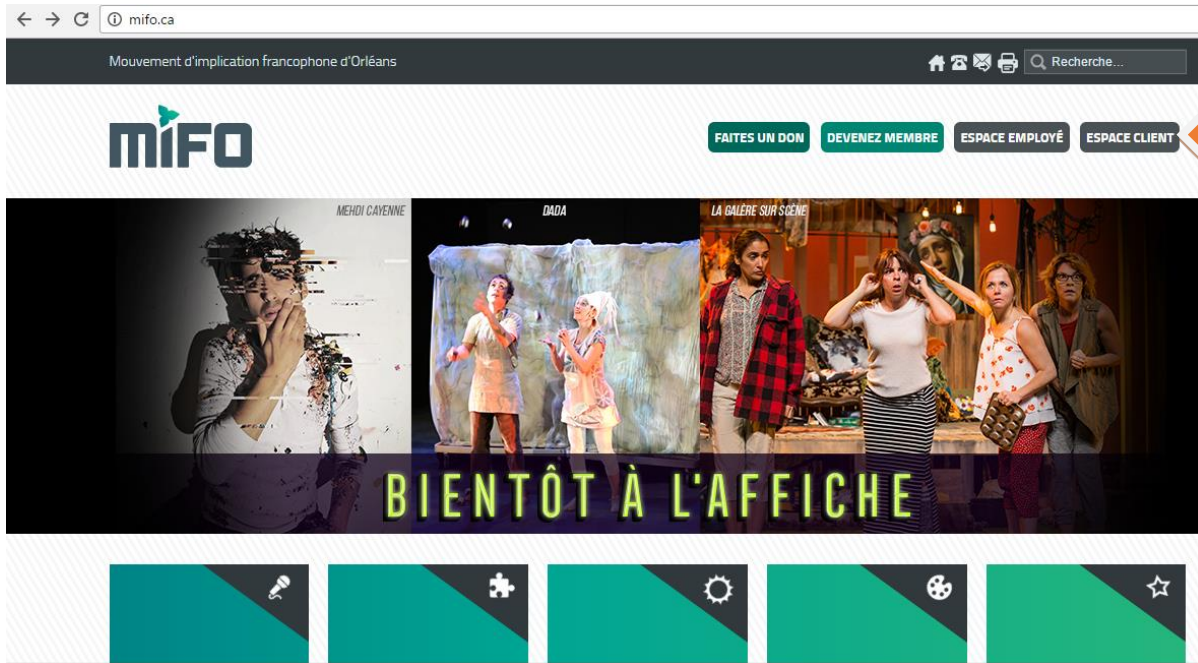 mifo.ca
Mouvement d'implication francophone d'Orléans
Recherche...
mifo
FAITES UN DON
DEVENEZ MEMBRE
ESPACE EMPLOYÉ
ESPACE CLIENT
MEHDI CAYENNE
DADA
LA GALÈRE SUR SCÈNE
BIENTÔT À L'AFFICHE